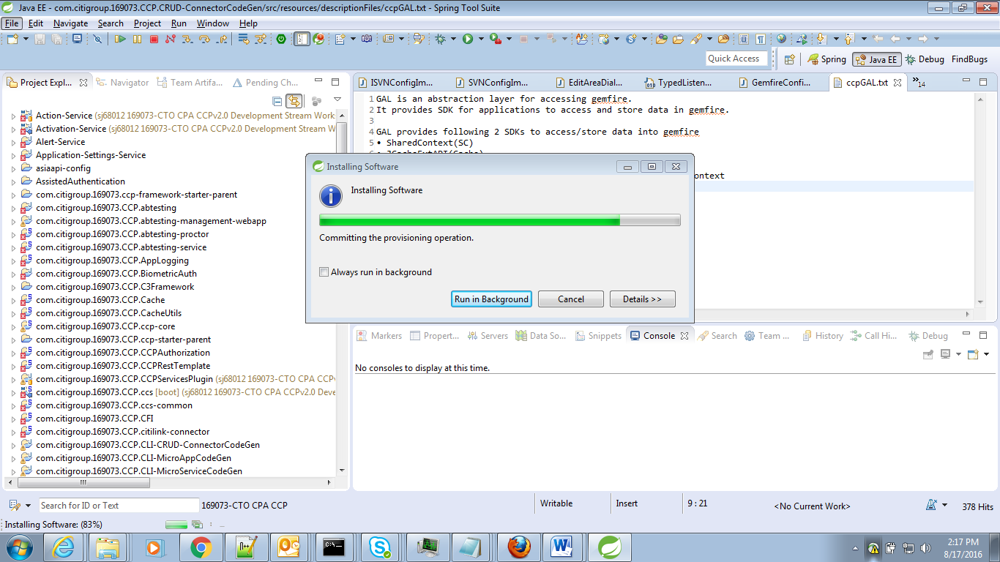 Java EE - com.citigroup.169073.CCP.CRUD-ConnectorCodeGen/src/resources/descriptionFiles/ccpGAL.txt - Spring Tool Suite
File Edit Navigate Search Project Run Window Help
Quick Access Spring Java EE Debug FindBugs
Project Expl... Navigator Team Artifa... Pending Ch...
ISVNConfigIm... SVNConfigIm... EditAreaDial... TypedListen... GemfireConfi... ccpGAL.txt »14
Action-Service (sj68012 169073-CTO CPA CCPv2.0 Development Stream Work
Activation-Service (sj68012 169073-CTO CPA CCPv2.0 Development Stream W
Alert-Service
Application-Settings-Service
asiaapi-config
AssistedAuthentication
com.citigroup.169073.ccp-framework-starter-parent
com.citigroup.169073.CCP.abtesting
com.citigroup.169073.CCP.abtesting-management-webapp
com.citigroup.169073.CCP.abtesting-proctor
com.citigroup.169073.CCP.abtesting-service
com.citigroup.169073.CCP.AppLogging
com.citigroup.169073.CCP.BiometricAuth
com.citigroup.169073.CCP.C3Framework
com.citigroup.169073.CCP.Cache
com.citigroup.169073.CCP.CacheUtils
com.citigroup.169073.CCP.ccp-core
com.citigroup.169073.CCP.ccp-starter-parent
com.citigroup.169073.CCP.CCPAuthorization
com.citigroup.169073.CCP.CCPRestTemplate
com.citigroup.169073.CCP.CCPServicesPlugin (sj68012 169073-CTO CPA CCPv
com.citigroup.169073.CCP.ccs [boot] (sj68012 169073-CTO CPA CCPv2.0 Deve
com.citigroup.169073.CCP.ccs-common
com.citigroup.169073.CCP.CFI
com.citigroup.169073.CCP.citilink-connector
com.citigroup.169073.CCP.CLI-CRUD-ConnectorCodeGen
com.citigroup.169073.CCP.CLI-MicroAppCodeGen
com.citigroup.169073.CCP.CLI-MicroServiceCodeGen
1 GAL is an abstraction layer for accessing gemfire.
2 It provides SDK for applications to access and store data in gemfire.
3
4 GAL provides following 2 SDKs to access/store data into gemfire
5 • SharedContext(SC)
ontext
Installing Software
Installing Software
Committing the provisioning operation.
Always run in background
Run in Background Cancel Details >>
Markers Propert... Servers Data So... Snippets Console Search Team ... History Call Hi... Debug
No consoles to display at this time.
Search for ID or Text 169073-CTO CPA CCP Writable Insert 9 : 21 <No Current Work> 378 Hits
Installing Software: (83%)
2:17 PM
8/17/2016